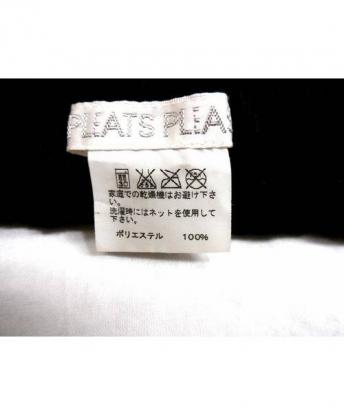 PLEATS PLEAS
家庭での乾燥機はお避け下さ
い。
洗濯時にはネットを使用して下
さい。
ポリエステル 100%